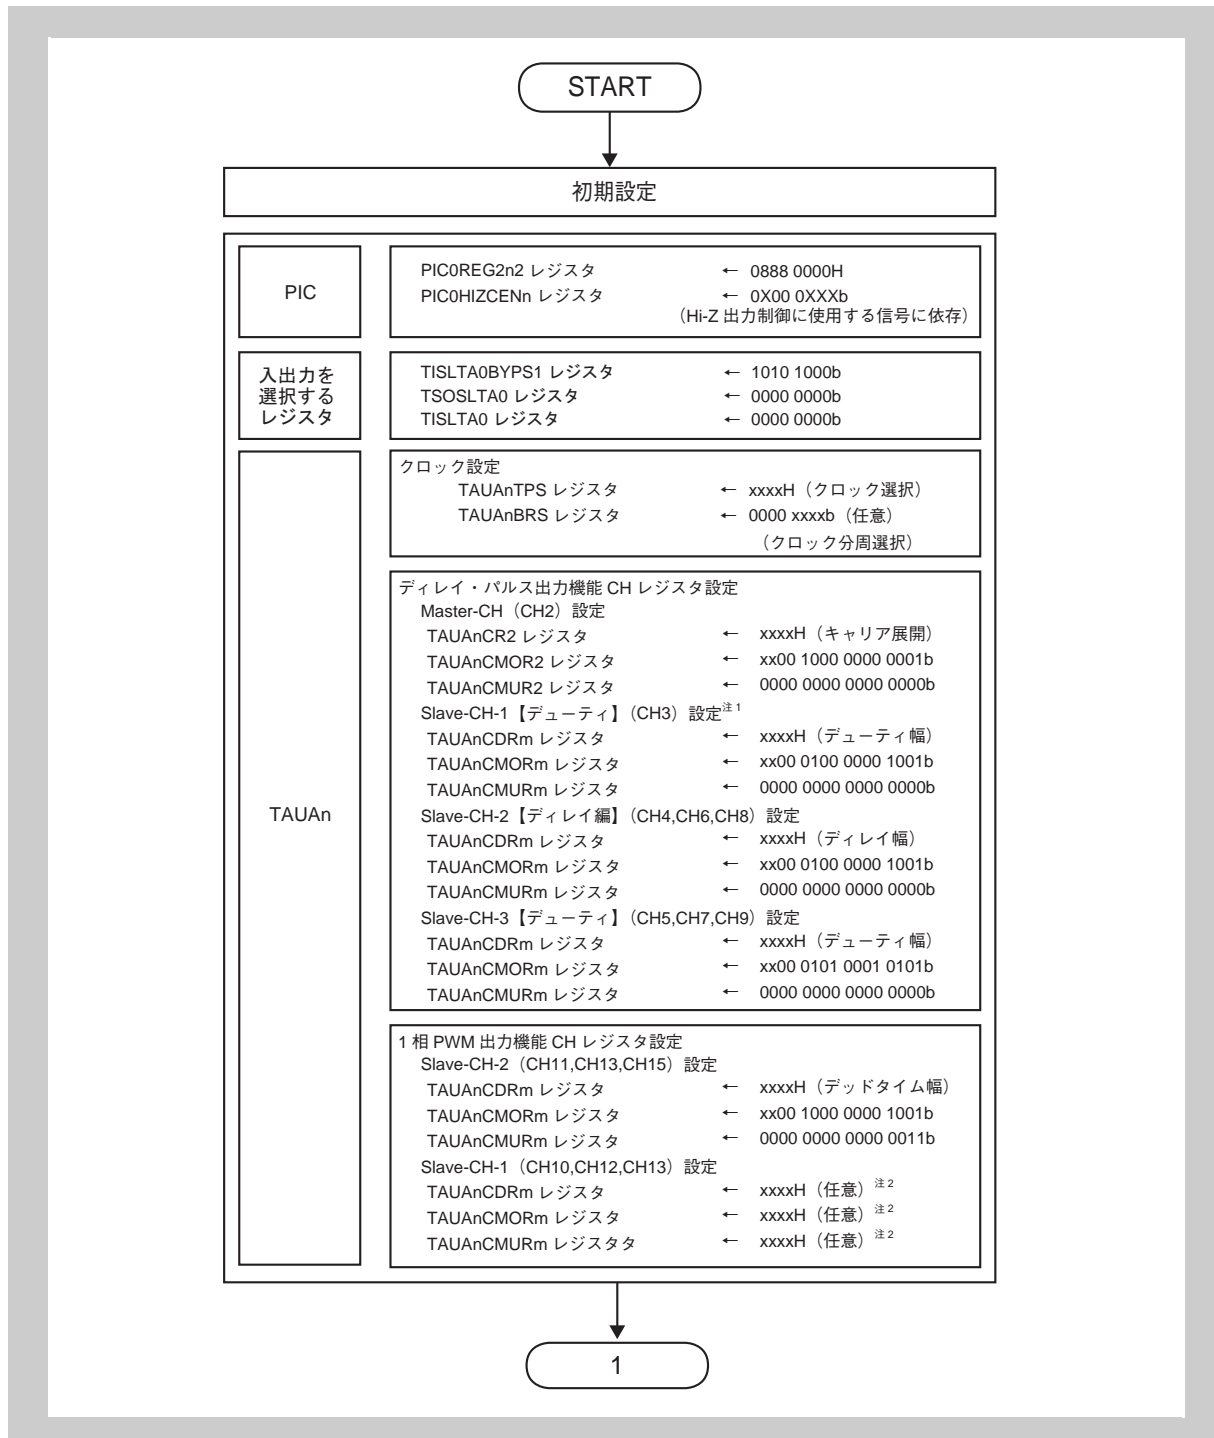 START
初期設定
PIC
PIC0REG2n2 レジスタ ← 0888 0000H
PIC0HIZCENn レジスタ ← 0X00 0XXXb
（Hi-Z 出力制御に使用する信号に依存）
入出力を
選択する
レジスタ
TISLTA0BYPS1 レジスタ ← 1010 1000b
TSOSLTA0 レジスタ ← 0000 0000b
TISLTA0 レジスタ ← 0000 0000b
TAUAn
クロック設定
TAUAnTPS レジスタ ← xxxxH（クロック選択）
TAUAnBRS レジスタ ← 0000 xxxxb（任意）
（クロック分周選択）
ディレイ・パルス出力機能 CH レジスタ設定
Master-CH（CH2）設定
TAUAnCR2 レジスタ ← xxxxH（キャリア展開）
TAUAnCMOR2 レジスタ ← xx00 1000 0000 0001b
TAUAnCMUR2 レジスタ ← 0000 0000 0000 0000b
Slave-CH-1【デューティ】（CH3）設定注 1
TAUAnCDRm レジスタ ← xxxxH（デューティ幅）
TAUAnCMORm レジスタ ← xx00 0100 0000 1001b
TAUAnCMURm レジスタ ← 0000 0000 0000 0000b
Slave-CH-2【ディレイ編】（CH4,CH6,CH8）設定
TAUAnCDRm レジスタ ← xxxxH（ディレイ幅）
TAUAnCMORm レジスタ ← xx00 0100 0000 1001b
TAUAnCMURm レジスタ ← 0000 0000 0000 0000b
Slave-CH-3【デューティ】（CH5,CH7,CH9）設定
TAUAnCDRm レジスタ ← xxxxH（デューティ幅）
TAUAnCMORm レジスタ ← xx00 0101 0001 0101b
TAUAnCMURm レジスタ ← 0000 0000 0000 0000b
1 相 PWM 出力機能 CH レジスタ設定
Slave-CH-2（CH11,CH13,CH15）設定
TAUAnCDRm レジスタ ← xxxxH（デッドタイム幅）
TAUAnCMORm レジスタ ← xx00 1000 0000 1001b
TAUAnCMURm レジスタ ← 0000 0000 0000 0011b
Slave-CH-1（CH10,CH12,CH13）設定
TAUAnCDRm レジスタ ← xxxxH（任意）注 2
TAUAnCMORm レジスタ ← xxxxH（任意）注 2
TAUAnCMURm レジスタタ ← xxxxH（任意）注 2
1